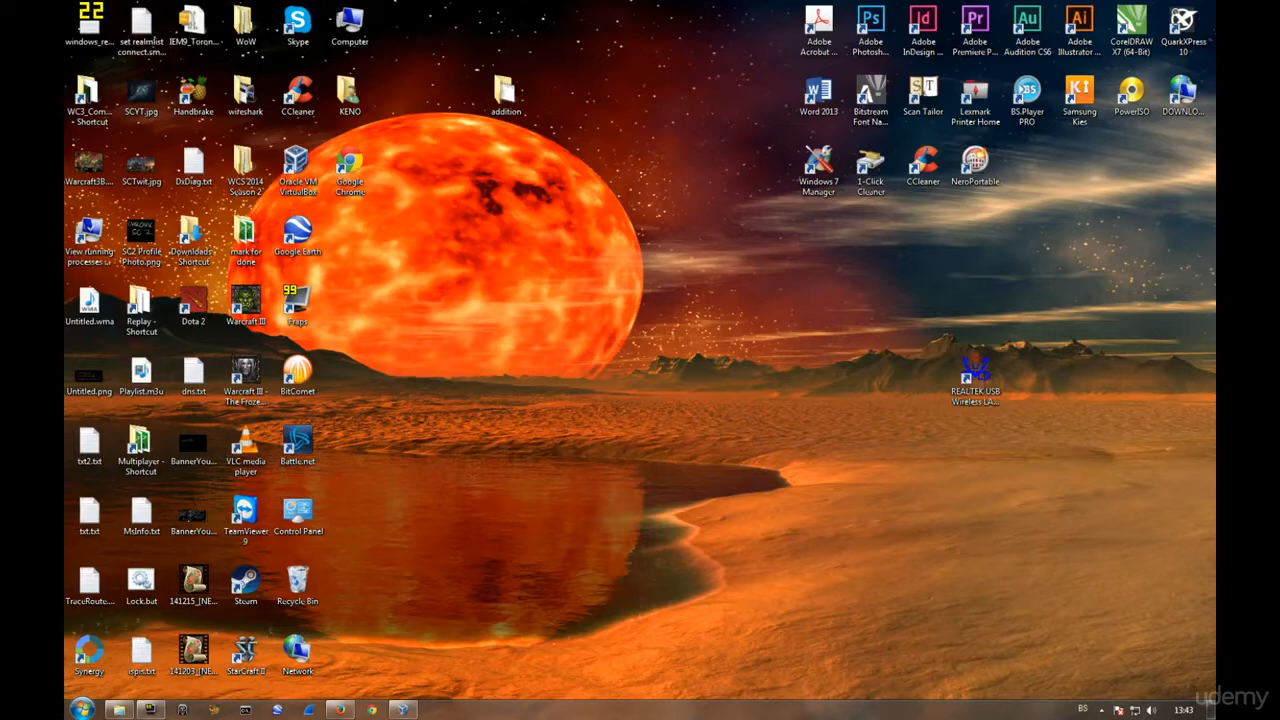 22
windows_re...
set realmlist
connect.sm...
IEM9_Toron...
WoW
Skype
Computer
Adobe
Acrobat ...
Adobe
Photosh...
Adobe
InDesign ...
Adobe
Premiere P...
Adobe
Audition CS6
Adobe
Illustrator ...
CorelDRAW
X7 (64-Bit)
QuarkXPress
10
WC3_Com...
- Shortcut
SCYT.jpg
Handbrake
wireshark
CCleaner
KENO
addition
Word 2013
Bitstream
Font Na...
Scan Tailor
Lexmark
Printer Home
BS.Player
PRO
Samsung
Kies
PowerISO
DOWNLO...
Warcraft3B...
SCTwit.jpg
DxDiag.txt
WCS 2014
Season 2
Oracle VM
VirtualBox
Google
Chrome
Windows 7
Manager
1-Click
Cleaner
CCleaner
NeroPortable
View running
processes ...
SC2 Profile
Photo.png
Downloads
- Shortcut
mark for
done
Google Earth
Untitled.wma
Replay -
Shortcut
Dota 2
Warcraft III
99
Fraps
Untitled.png
Playlist.m3u
dns.txt
Warcraft III -
The Froze...
BitComet
REALTEK USB
Wireless LA...
txt2.txt
Multiplayer -
Shortcut
BannerYou...
VLC media
player
Battle.net
txt.txt
MsInfo.txt
BannerYou...
TeamViewer
9
Control Panel
TraceRoute....
Lock.bat
141215_[NE...
Steam
Recycle Bin
Synergy
ispis.txt
141203_[NE...
StarCraft II
Network
BS
13:43
udemy